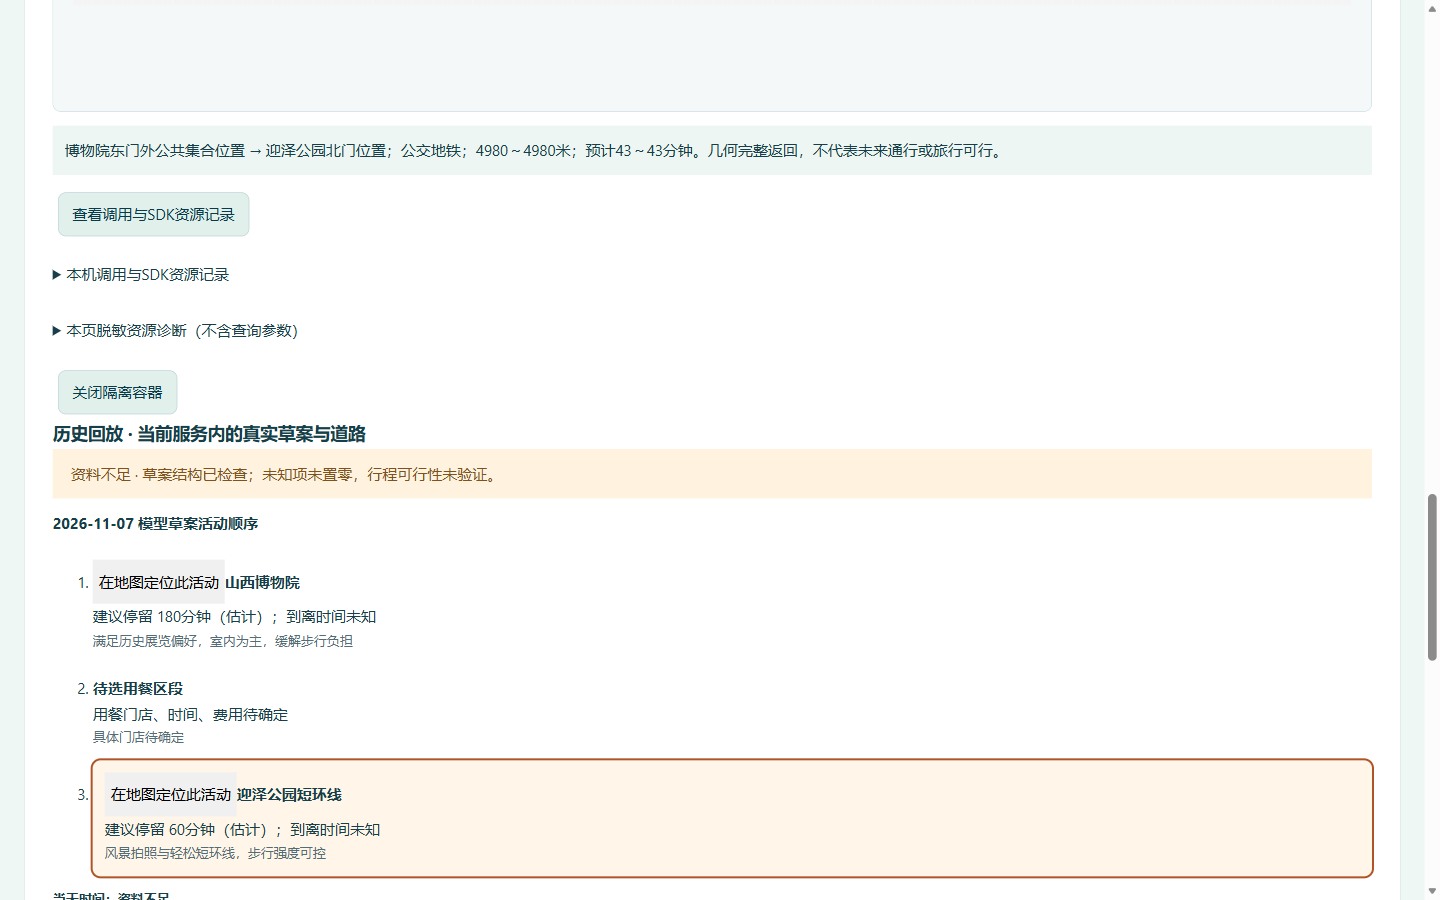 博物院东门外公共集合位置 → 迎泽公园北门位置；公交地铁；4980～4980米；预计43～43分钟。几何完整返回，不代表未来通行或旅行可行。
查看调用与SDK资源记录
▶ 本机调用与SDK资源记录
▶ 本页脱敏资源诊断（不含查询参数）
关闭隔离容器
历史回放 · 当前服务内的真实草案与道路
资料不足 · 草案结构已检查；未知项未置零，行程可行性未验证。
2026-11-07 模型草案活动顺序
1. 在地图定位此活动 山西博物院
建议停留 180分钟（估计）；到离时间未知
满足历史展览偏好，室内为主，缓解步行负担
2. 待选用餐区段
用餐门店、时间、费用待确定
具体门店待确定
3. 在地图定位此活动 迎泽公园短环线
建议停留 60分钟（估计）；到离时间未知
风景拍照与轻松短环线，步行强度可控
当天时间：资料不足